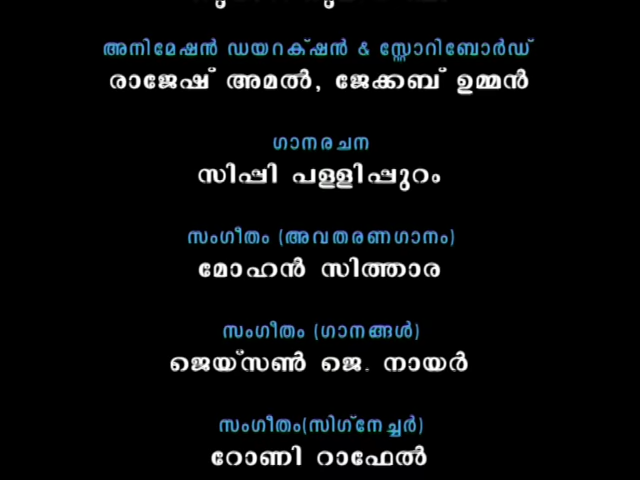 അനിമേഷൻ ഡയറക്ഷൻ & സ്റ്റോറിബോർഡ്
രാജേഷ് അമൽ, ജേക്കബ് ഉമ്മൻ
ഗാനരചന
സിപ്പി പള്ളിപ്പുറം
സംഗീതം (അവതരണഗാനം)
മോഹൻ സിത്താര
സംഗീതം (ഗാനങ്ങൾ)
ജെയ്സൺ ജെ. നായർ
സംഗീതം(സിഗ്നേച്ചർ)
റോണി റാഫേൽ